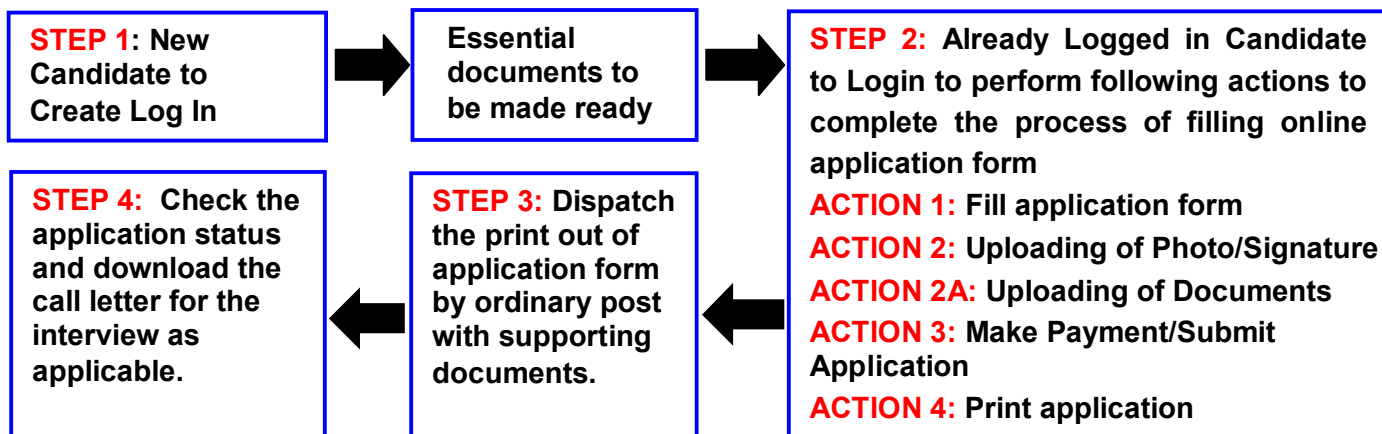 STEP 1: New
Candidate to
Create Log In
Essential
documents to
be made ready
STEP 2: Already Logged in Candidate
to Login to perform following actions to
complete the process of filling online
application form
ACTION 1: Fill application form
ACTION 2: Uploading of Photo/Signature
ACTION 2A: Uploading of Documents
ACTION 3: Make Payment/Submit
Application
ACTION 4: Print application
STEP 3: Dispatch
the print out of
application form
by ordinary post
with supporting
documents.
STEP 4: Check the
application status
and download the
call letter for the
interview as
applicable.